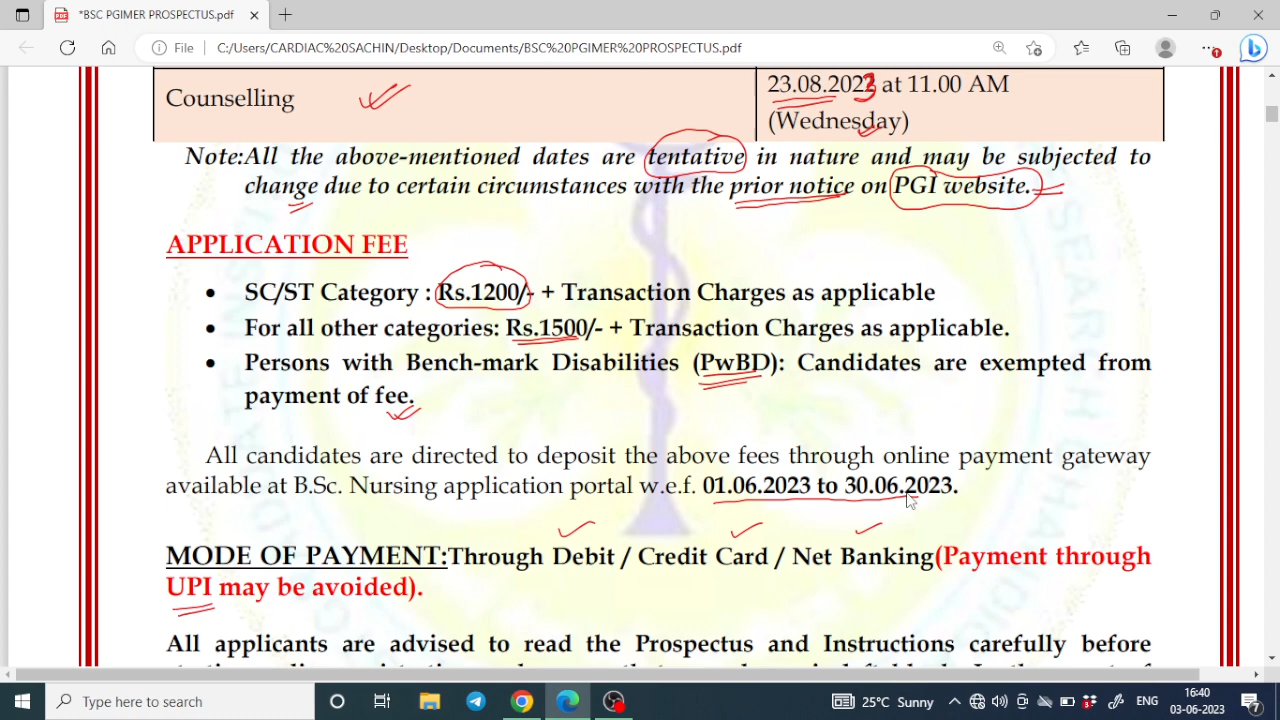 *BSC PGIMER PROSPECTUS.pdf
File C:/Users/CARDIAC%20SACHIN/Desktop/Documents/BSC%20PGIMER%20PROSPECTUS.pdf
Counselling
23.08.2023 at 11.00 AM
(Wednesday)
Note:All the above-mentioned dates are tentative in nature and may be subjected to
change due to certain circumstances with the prior notice on PGI website.
APPLICATION FEE
• SC/ST Category : Rs.1200/- + Transaction Charges as applicable
• For all other categories: Rs.1500/- + Transaction Charges as applicable.
• Persons with Bench-mark Disabilities (PwBD): Candidates are exempted from
payment of fee.
All candidates are directed to deposit the above fees through online payment gateway
available at B.Sc. Nursing application portal w.e.f. 01.06.2023 to 30.06.2023.
MODE OF PAYMENT:Through Debit / Credit Card / Net Banking(Payment through
UPI may be avoided).
All applicants are advised to read the Prospectus and Instructions carefully before
Type here to search
25°C Sunny
ENG
16:40
03-06-2023
7